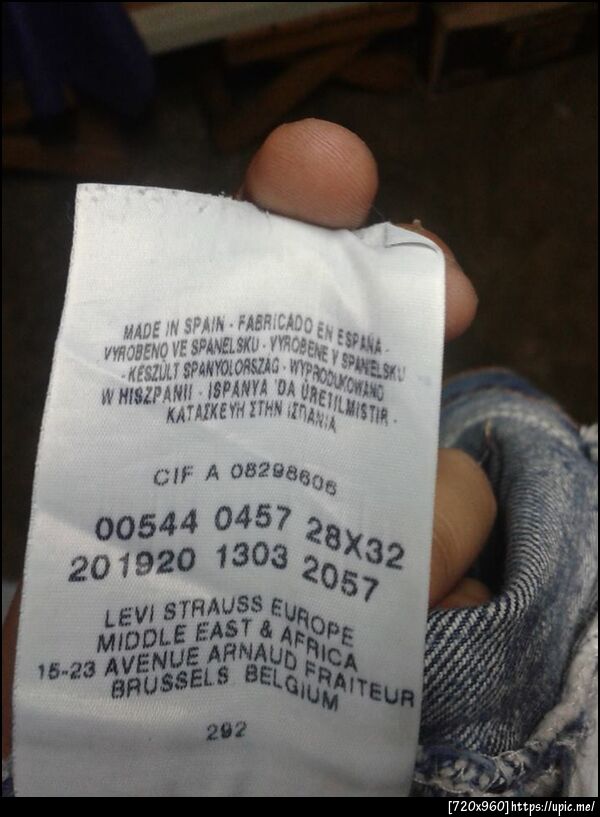 MADE IN SPAIN - FABRICADO EN ESPAÑA -
VYROBENO VE SPANELSKU - VYROBENE V SPANELSKU
- KESZULT SPANYOLORSZAG - WYPRODUKOWANO
W HISZPANII - ISPANYA 'DA ÜRETILMISTIR -
ΚΑΤΑΣΚΕΥΗ ΣΤΗΝ ΙΣΠΑΝΙΑ
CIF A 08298606
00544 0457 28X32
201920 1303 2057
LEVI STRAUSS EUROPE
MIDDLE EAST & AFRICA
15-23 AVENUE ARNAUD FRAITEUR
BRUSSELS BELGIUM
292
[720x960]https://upic.me/